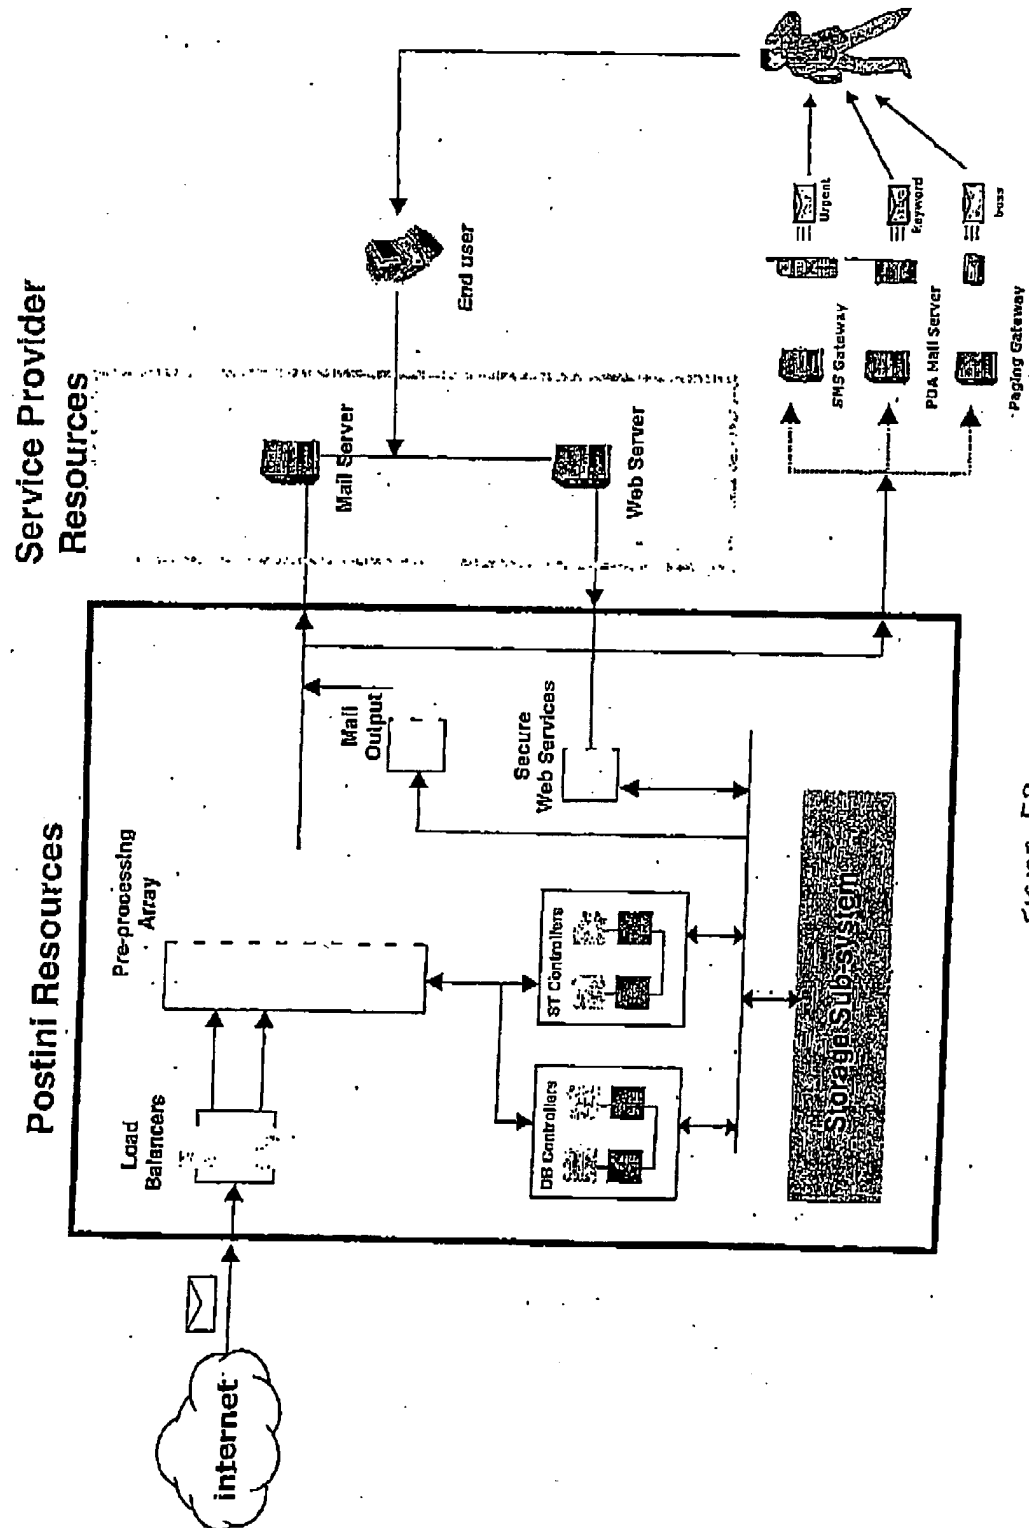 Service Provider
Resources
Postini Resources
internet
Load
Balancers
Pre-processing
Array
Mail
Output
Mail Server
End user
DB Controllers
ST Controllers
Secure
Web Services
Web Server
Storage Sub-system
SMS Gateway
Urgent
PDA Mail Server
Keyword
Paging Gateway
boss